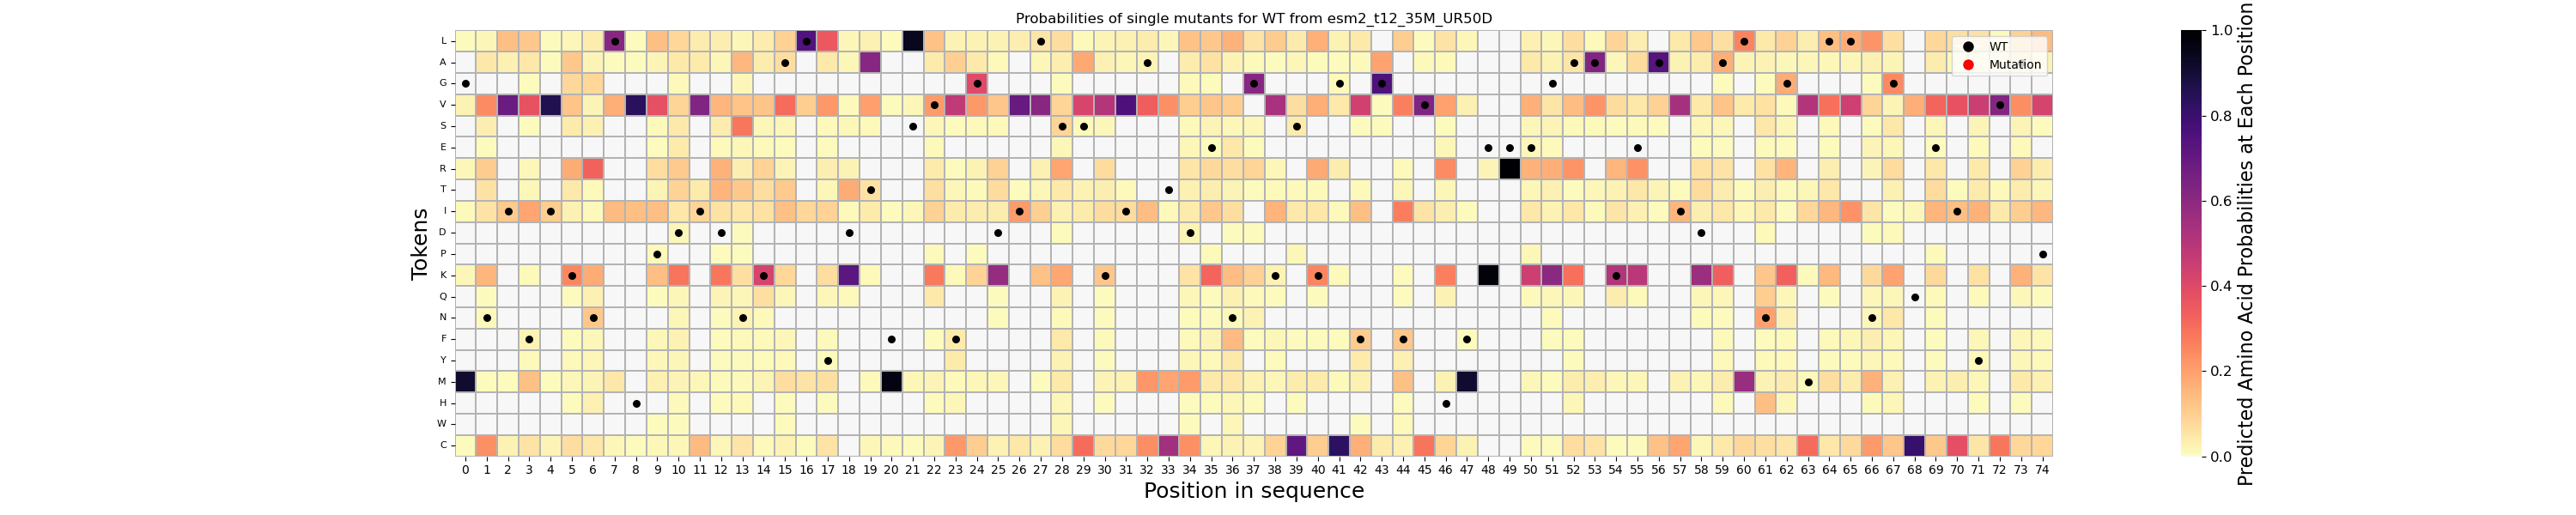 Probabilities of single mutants for WT from esm2_t12_35M_UR50D
L
A
G
V
S
E
R
T
I
D
P
K
Q
N
F
Y
M
H
W
C
Tokens
0 1 2 3 4 5 6 7 8 9 10 11 12 13 14 15 16 17 18 19 20 21 22 23 24 25 26 27 28 29 30 31 32 33 34 35 36 37 38 39 40 41 42 43 44 45 46 47 48 49 50 51 52 53 54 55 56 57 58 59 60 61 62 63 64 65 66 67 68 69 70 71 72 73 74
Position in sequence
WT
Mutation
1.0
0.8
0.6
0.4
0.2
0.0
Predicted Amino Acid Probabilities at Each Position